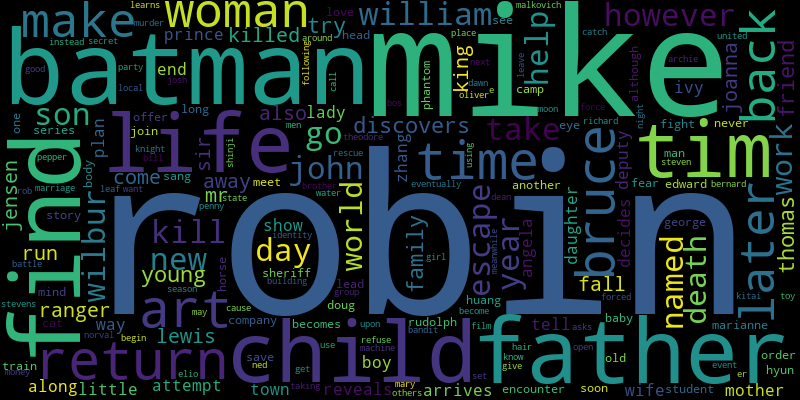 learns
make
woman
william
however
murder
love
see
malkovich
place
instead
secret
prince
killed
try
head
catch
united
good
around
party
local
josh
batman
mike
help
king
back
end
following
call
phantom
next
archie
leave
oliver
e
camp
dawn
although
ivy
joanna
friend
son
long
also
lady
go
discovers
take
moon
force
bus
night
never
one
series
plan
offer
join
men
theodore
rescue
eye
richard
fight
life
john
time
tim
man
steven
pepper
body
knight
bill
shinji
sir
zhang
using
bruce
deputy
later
work
jensen
marriage
come
sang
away
meet
brother
water
eventually
another
fear
edward
bernard
find
rob
leaf
want
mr
state
penny
girl
dean
escape
year
daughter
decides
george
thomas
story
wilbur
kill
show
world
family
meanwhile
angela
robin
run
battle
new
day
identity
sheriff
building
named
death
young
mind
season
horse
lead
group
huang
become
fall
forced
kitai
toy
stevens
ranger
art
may
cause
doug
film
marianne
cat
way
lewis
company
becomes
upon
rudolph
bandit
tell
asks
baby
order
train
norval
begin
return
child
father
hair
know
give
open
old
event
er
hyun
money
elio
save
ned
get
use
refuse
machine
boy
set
along
little
attempt
town
taking
reveals
mary
others
arrives
encounter
soon
wife
student
mother